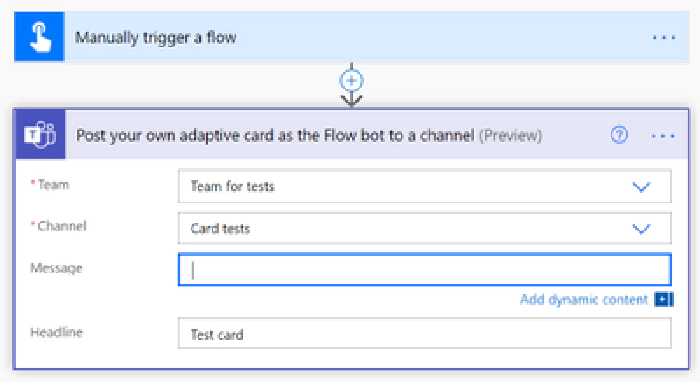 Manually trigger a flow
Post your own adaptive card as the Flow bot to a channel (Preview)
* Team
Team for tests
* Channel
Card tests
Message
Add dynamic content
Headline
Test card